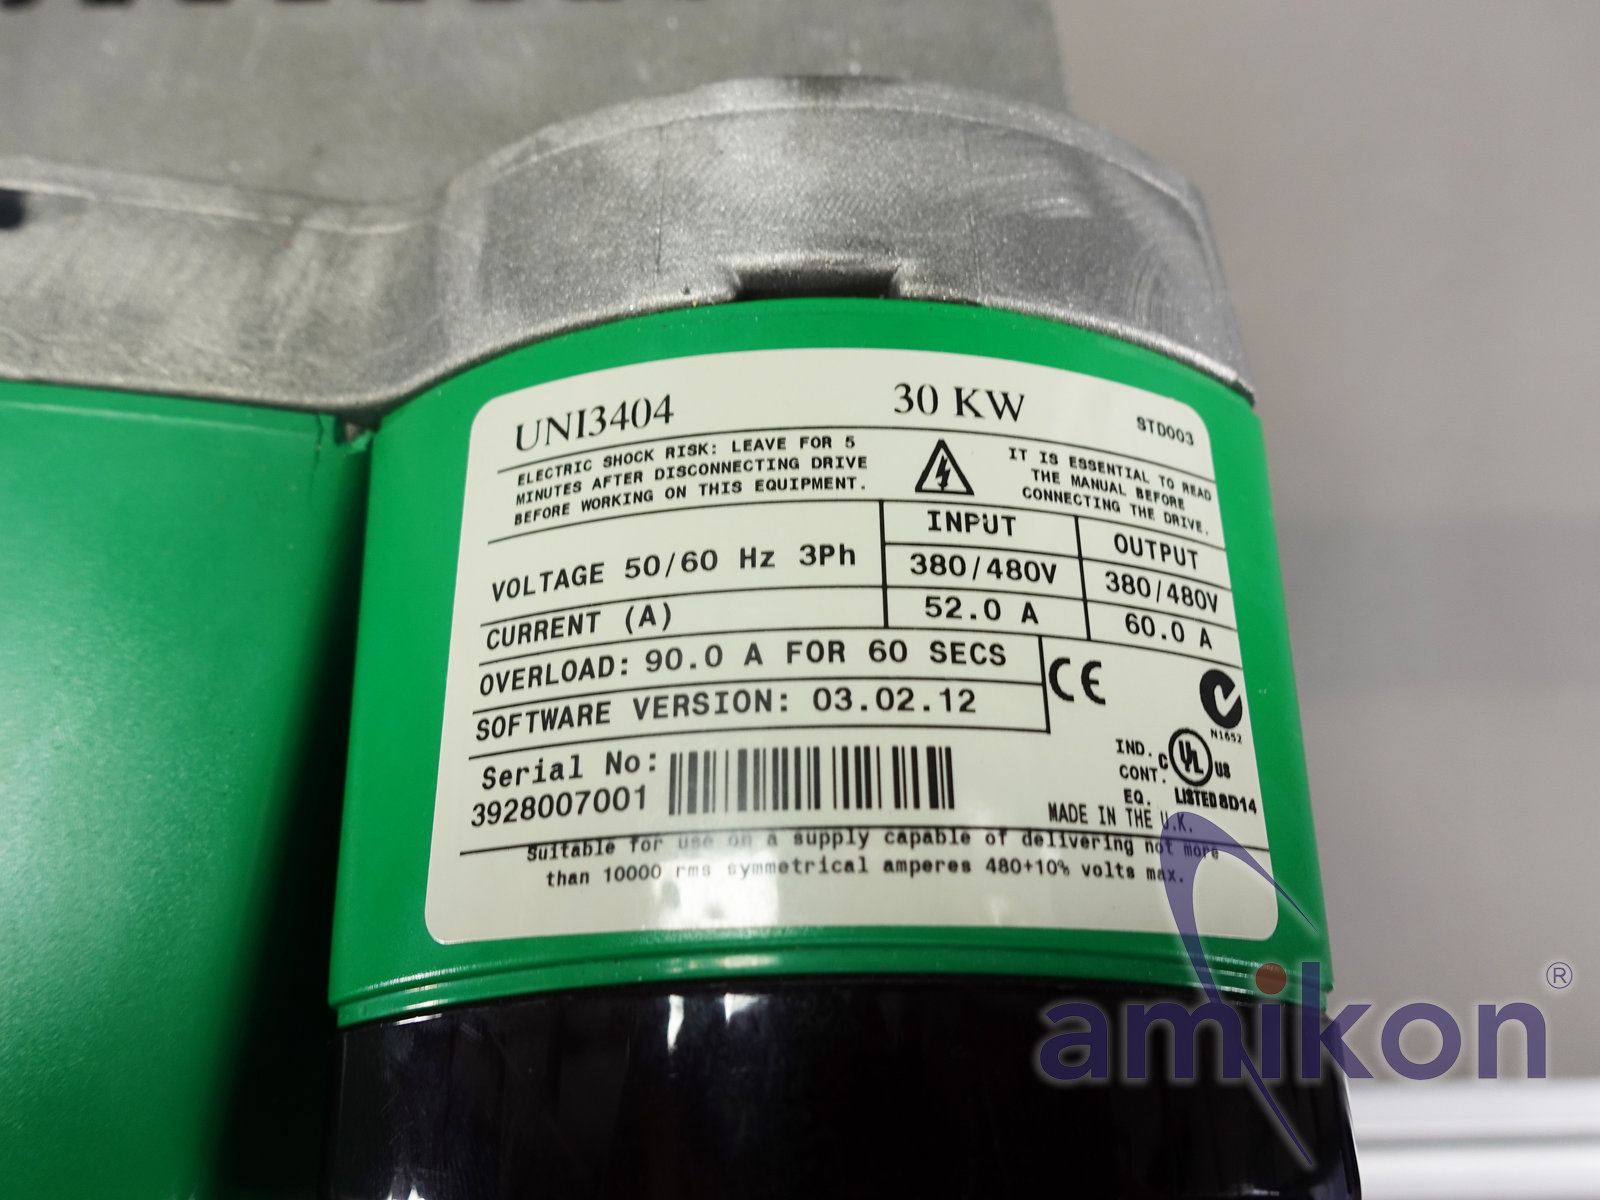 UNI3404 30 KW STD003
ELECTRIC SHOCK RISK: LEAVE FOR 5
MINUTES AFTER DISCONNECTING DRIVE
BEFORE WORKING ON THIS EQUIPMENT.
IT IS ESSENTIAL TO READ
THE MANUAL BEFORE
CONNECTING THE DRIVE.
INPUT OUTPUT
VOLTAGE 50/60 Hz 3Ph 380/480V 380/480V
CURRENT (A) 52.0 A 60.0 A
OVERLOAD: 90.0 A FOR 60 SECS
SOFTWARE VERSION: 03.02.12
CE
N1652
Serial No:
3928007001
IND.
CONT.
EQ.
C UL US
LISTED 8D14
MADE IN THE U.K.
Suitable for use on a supply capable of delivering not more
than 10000 rms symmetrical amperes 480+10% volts max.
amikon ®